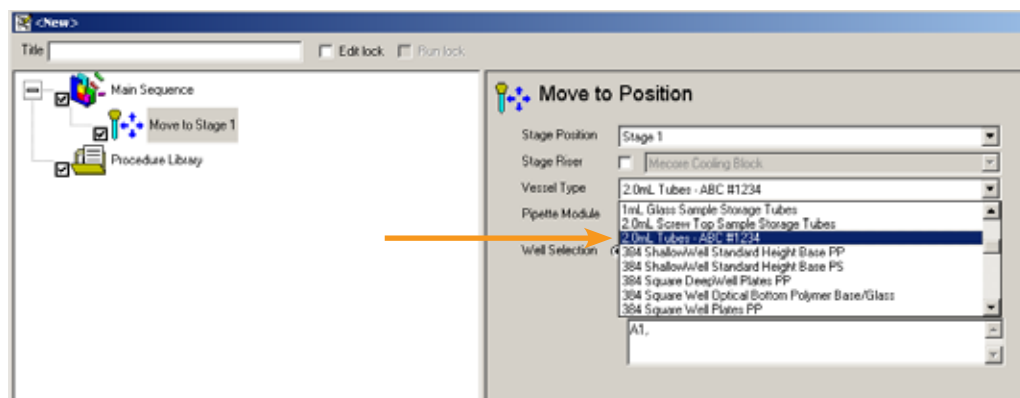 <New>
Title
Edit lock
Run lock
Main Sequence
Move to Stage 1
Procedure Library
Move to Position
Stage Position
Stage 1
Stage Riser
Mecore Cooling Block
Vessel Type
2.0mL Tubes - ABC #1234
Pipette Module
1mL Glass Sample Storage Tubes
2.0mL Screw Top Sample Storage Tubes
2.0mL Tubes - ABC #1234
Well Selection
384 ShallowWell Standard Height Base PP
384 ShallowWell Standard Height Base PS
384 Square DeepWell Plates PP
384 Square Well Optical Bottom Polymer Base/Glass
384 Square Well Plates PP
A1,